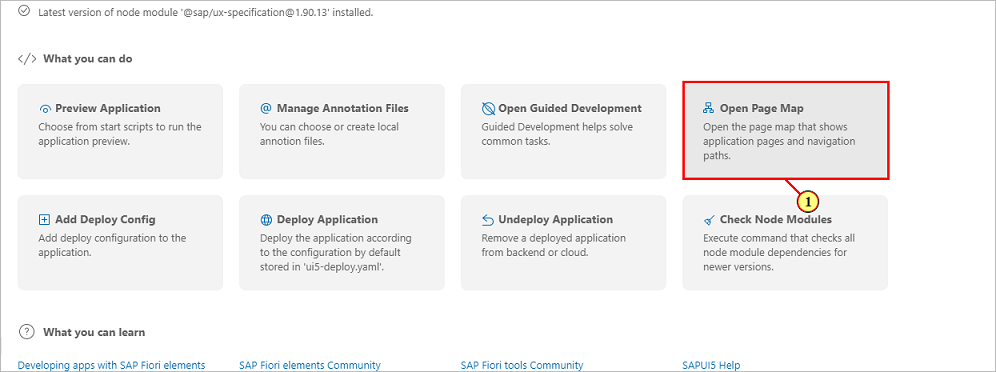 Latest version of node module '@sap/ux-specification@1.90.13' installed.
</> What you can do
Preview Application
Choose from start scripts to run the
application preview.
@ Manage Annotation Files
You can choose or create local
annotion files.
Open Guided Development
Guided Development helps solve
common tasks.
Open Page Map
Open the page map that shows
application pages and navigation
paths.
1
Add Deploy Config
Add deploy configuration to the
application.
Deploy Application
Deploy the application according
to the configuration by default
stored in 'ui5-deploy.yaml'.
Undeploy Application
Remove a deployed application
from backend or cloud.
Check Node Modules
Execute command that checks all
node module dependencies for
newer versions.
? What you can learn
Developing apps with SAP Fiori elements
SAP Fiori elements Community
SAP Fiori tools Community
SAPUI5 Help